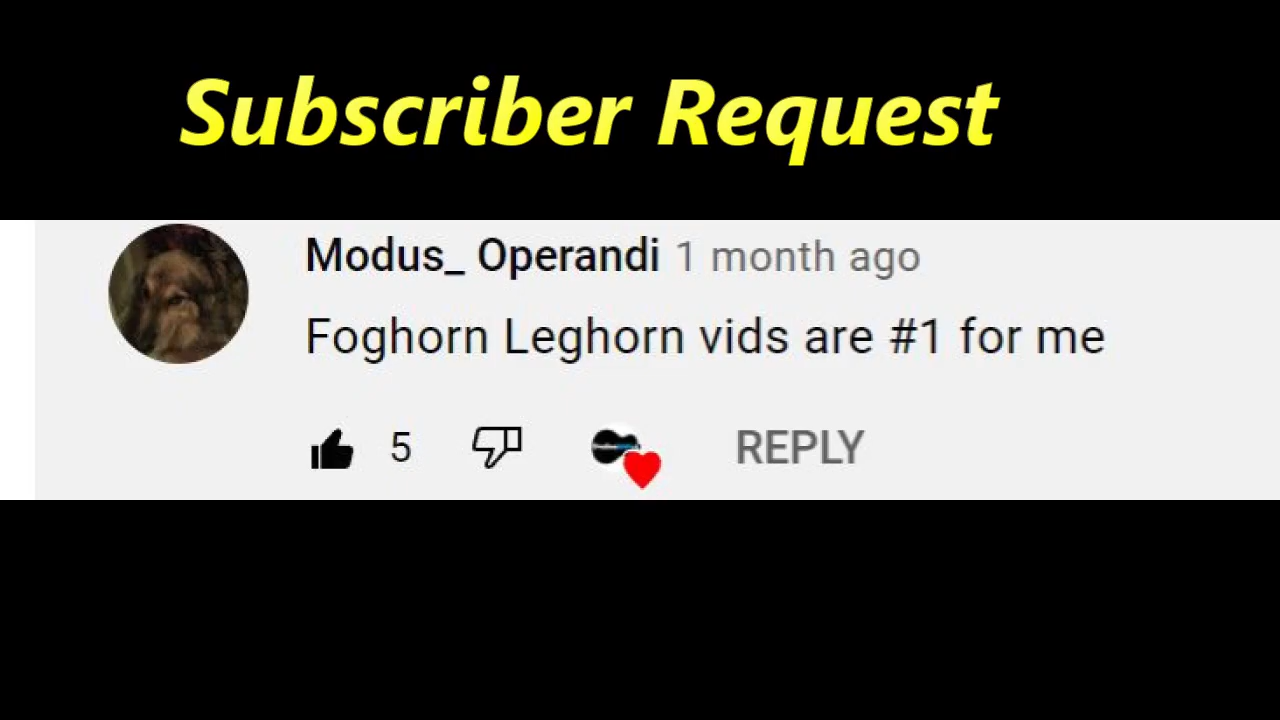 Subscriber Request
Modus_ Operandi 1 month ago
Foghorn Leghorn vids are #1 for me
5 REPLY